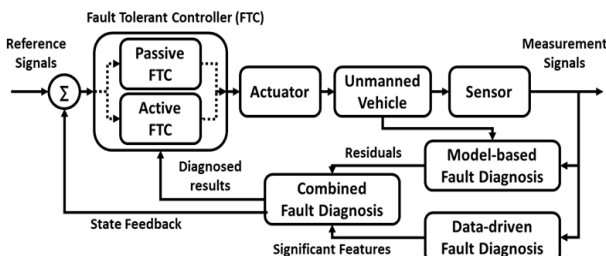 Fault Tolerant Controller (FTC)
Reference
Signals
Measurement
Signals
Passive
FTC
Σ
Actuator
Unmanned
Vehicle
Sensor
Active
FTC
Residuals
Model-based
Fault Diagnosis
Diagnosed
results
Combined
Fault Diagnosis
State Feedback
Data-driven
Fault Diagnosis
Significant Features